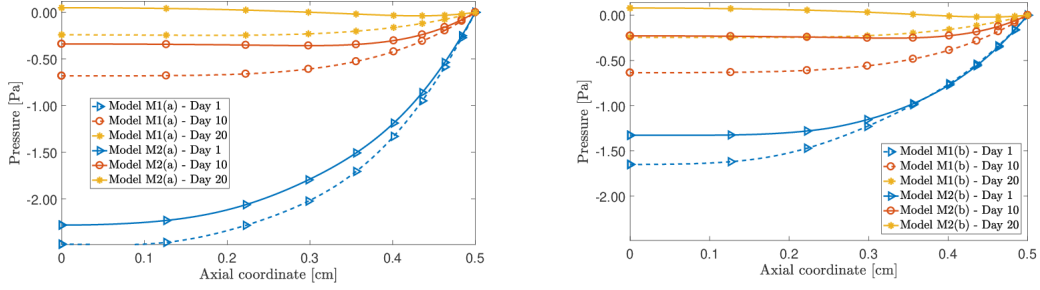 0.00
-0.50
-1.00
-1.50
-2.00
Pressure [Pa]
Model M1(a) - Day 1
Model M1(a) - Day 10
Model M1(a) - Day 20
Model M2(a) - Day 1
Model M2(a) - Day 10
Model M2(a) - Day 20
0 0.1 0.2 0.3 0.4 0.5
Axial coordinate [cm]
0.00
-0.50
-1.00
-1.50
-2.00
Pressure [Pa]
Model M1(b) - Day 1
Model M1(b) - Day 10
Model M1(b) - Day 20
Model M2(b) - Day 1
Model M2(b) - Day 10
Model M2(b) - Day 20
0 0.1 0.2 0.3 0.4 0.5
Axial coordinate [cm]